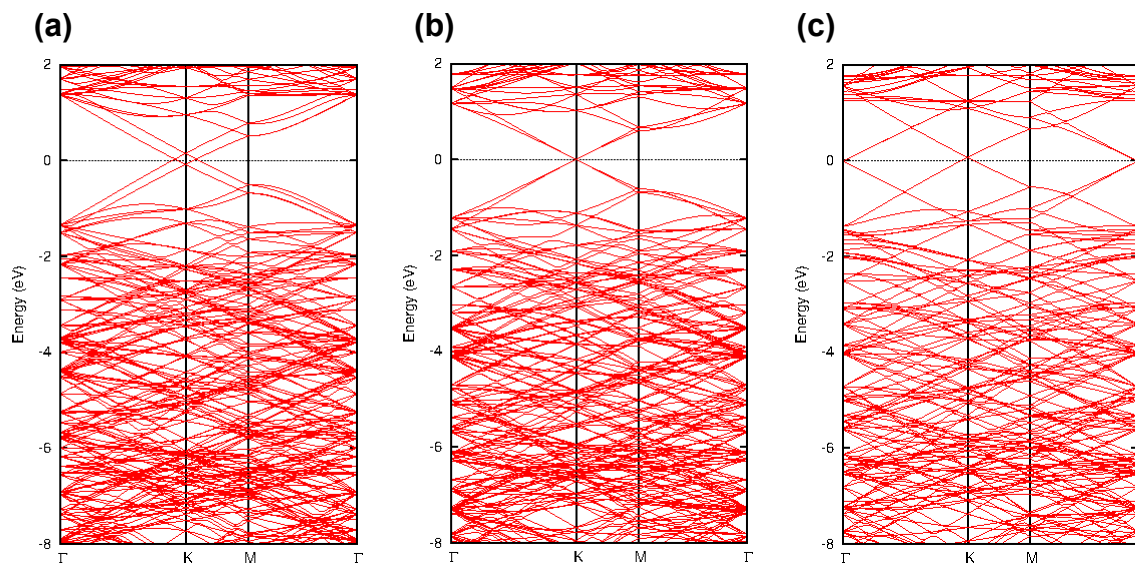 (a) (b) (c)
2 2 2
0 0 0
-2 -2 -2
Energy (eV) Energy (eV) Energy (eV)
-4 -4 -4
-6 -6 -6
-8 -8 -8
Γ K M Γ Γ K M Γ Γ K M Γ